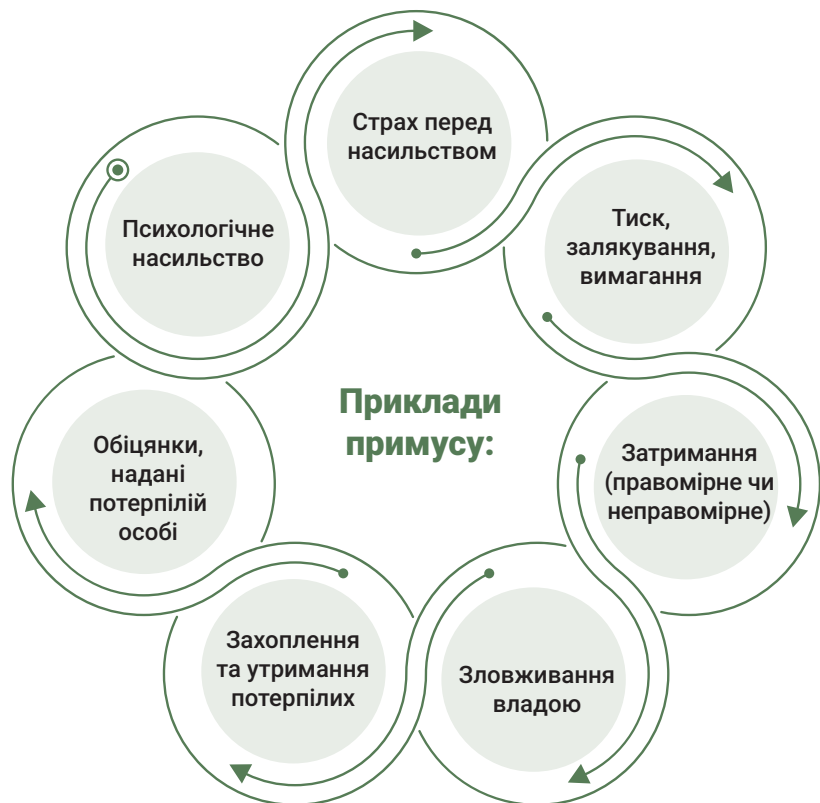 Приклади
примусу:
Психологічне
насильство
Страх перед
насильством
Тиск,
залякування,
вимагання
Затримання
(правомірне чи
неправомірне)
Зловживання
владою
Захоплення
та утримання
потерпілих
Обіцянки,
надані
потерпілій
особі